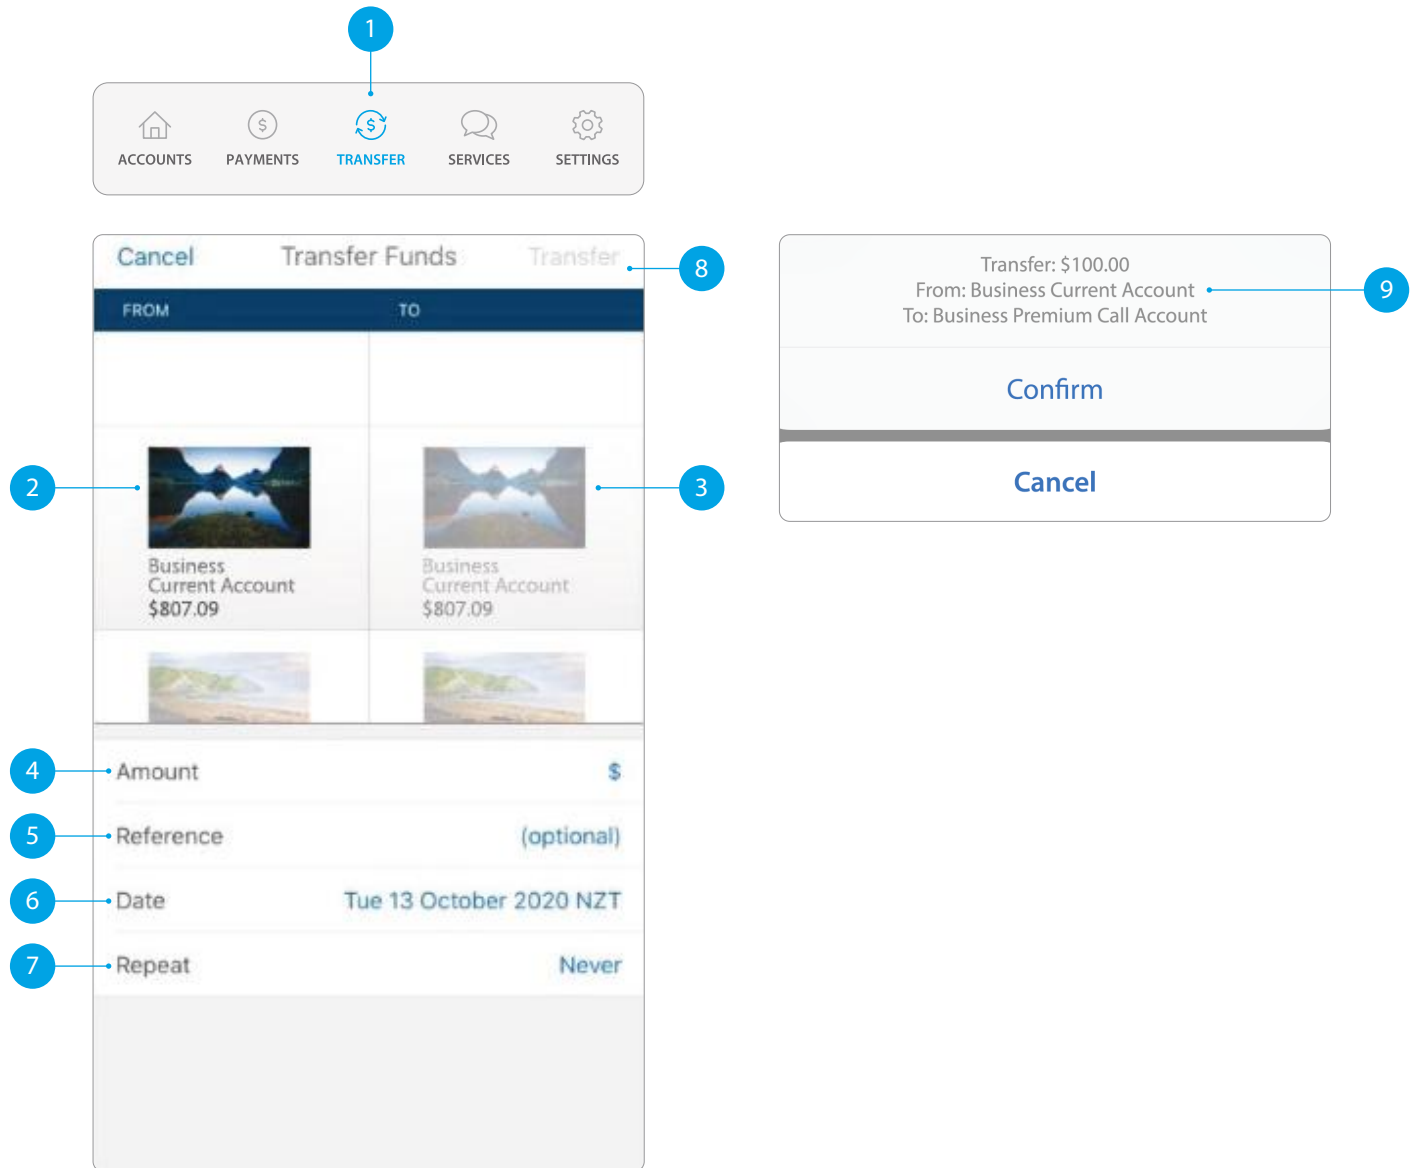 1
ACCOUNTS PAYMENTS TRANSFER SERVICES SETTINGS
Cancel Transfer Funds Transfer
8
FROM TO
2
3
Business
Current Account
$807.09
Business
Current Account
$807.09
4
Amount $
5
Reference (optional)
6
Date Tue 13 October 2020 NZT
7
Repeat Never
Transfer: $100.00
From: Business Current Account
9
To: Business Premium Call Account
Confirm
Cancel